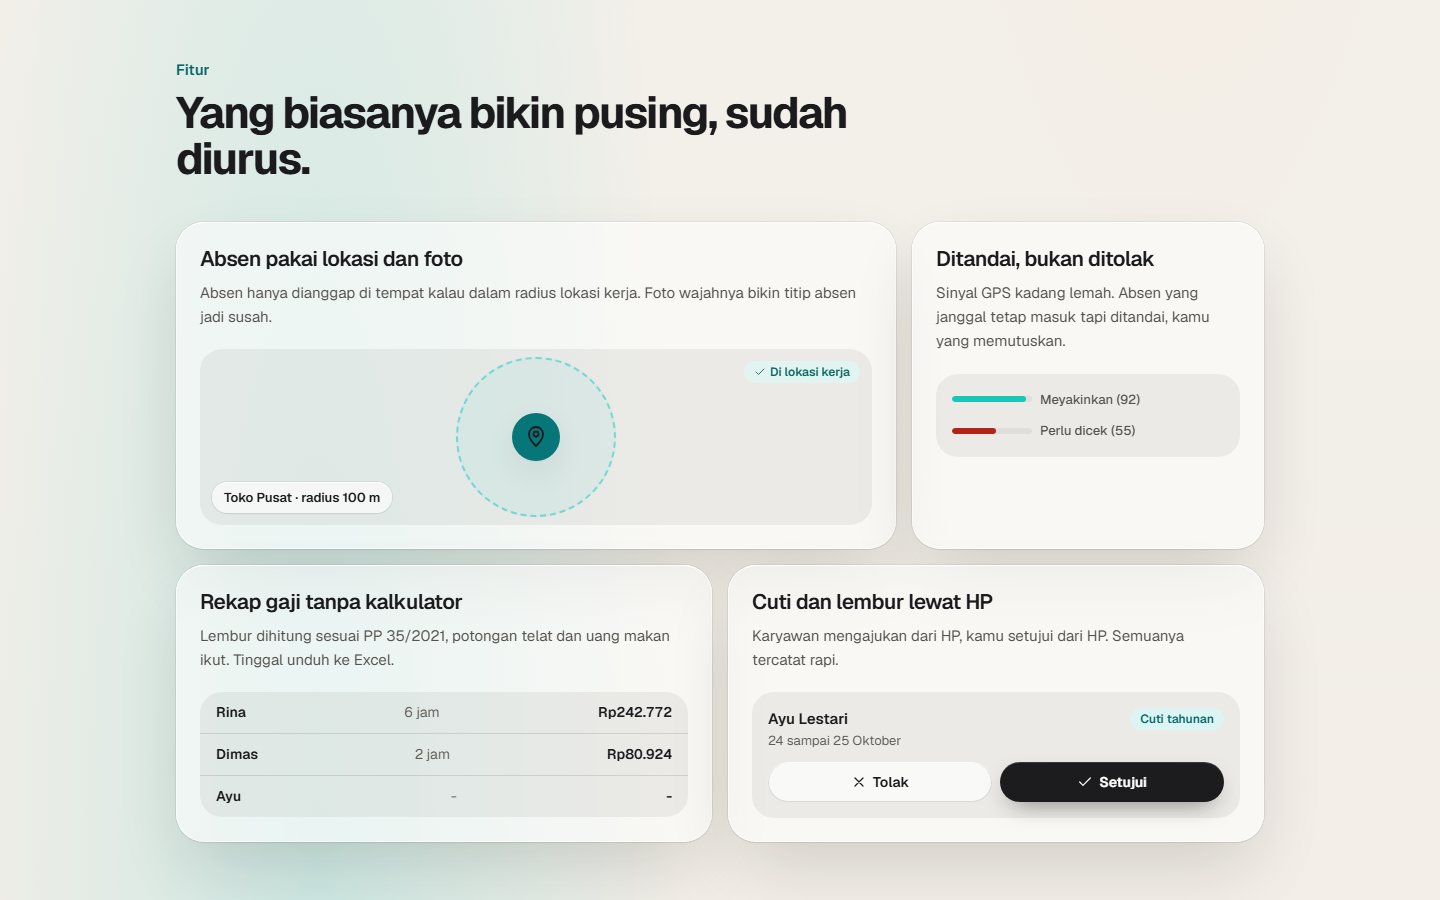 Fitur
Yang biasanya bikin pusing, sudah
diurus.
Absen pakai lokasi dan foto
Absen hanya dianggap di tempat kalau dalam radius lokasi kerja. Foto wajahnya bikin titip absen
jadi susah.
Di lokasi kerja
Toko Pusat · radius 100 m
Ditandai, bukan ditolak
Sinyal GPS kadang lemah. Absen yang
janggal tetap masuk tapi ditandai, kamu
yang memutuskan.
Meyakinkan (92)
Perlu dicek (55)
Rekap gaji tanpa kalkulator
Lembur dihitung sesuai PP 35/2021, potongan telat dan uang makan
ikut. Tinggal unduh ke Excel.
Rina 6 jam Rp242.772
Dimas 2 jam Rp80.924
Ayu - -
Cuti dan lembur lewat HP
Karyawan mengajukan dari HP, kamu setujui dari HP. Semuanya
tercatat rapi.
Ayu Lestari
Cuti tahunan
24 sampai 25 Oktober
Tolak
Setujui